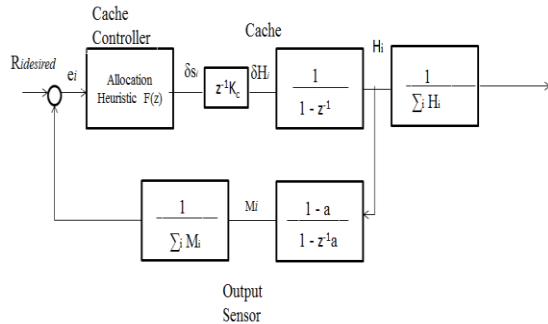 Cache
Controller
Cache
R idesired
ei
Allocation
Heuristic F(z)
δsi
z⁻¹Kc
δHi
1
1 - z⁻¹
Hi
1
∑i Hi
1
∑i Mi
Mi
1 - a
1 - z⁻¹a
Output
Sensor